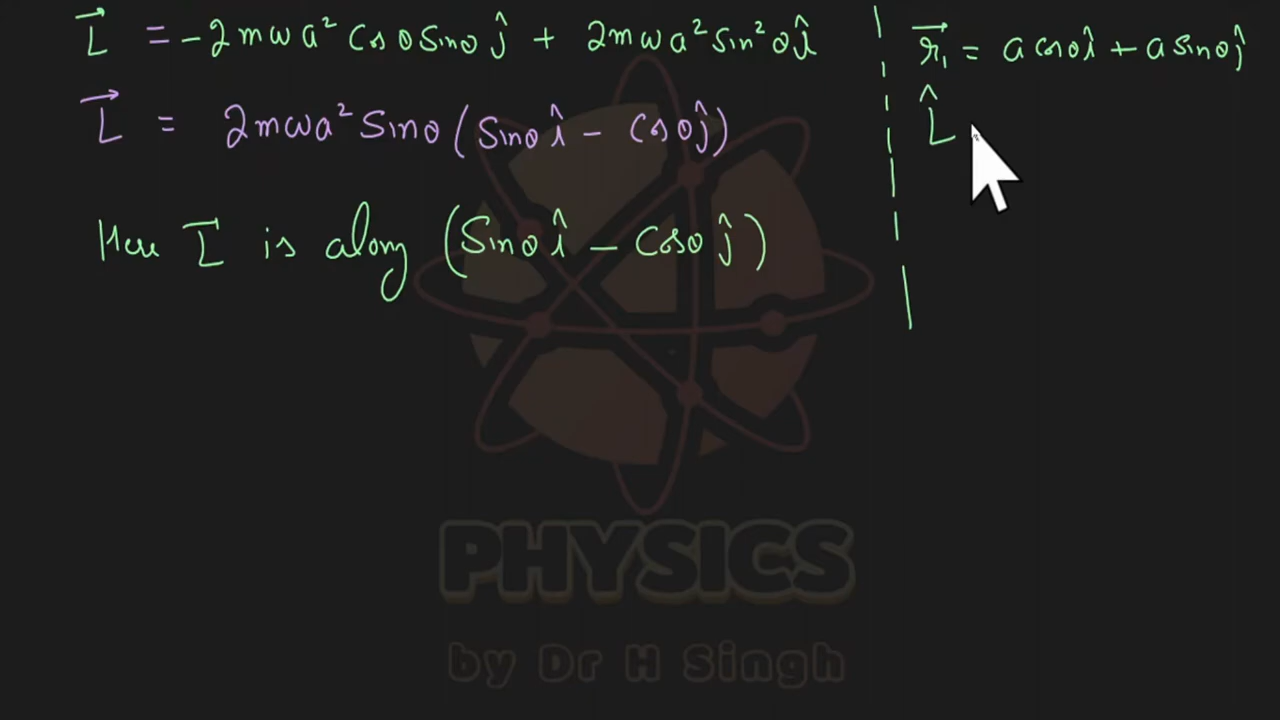 L⃗ = -2mωa² Cosθ Sinθ ĵ + 2mωa² Sin²θ î
L⃗ = 2mωa² Sinθ (Sinθ î - Cosθ ĵ)
Here L⃗ is along (Sinθ î - Cosθ ĵ)
r⃗₁ = a Cosθ î + a Sinθ ĵ
L̂
PHYSICS
by Dr H Singh